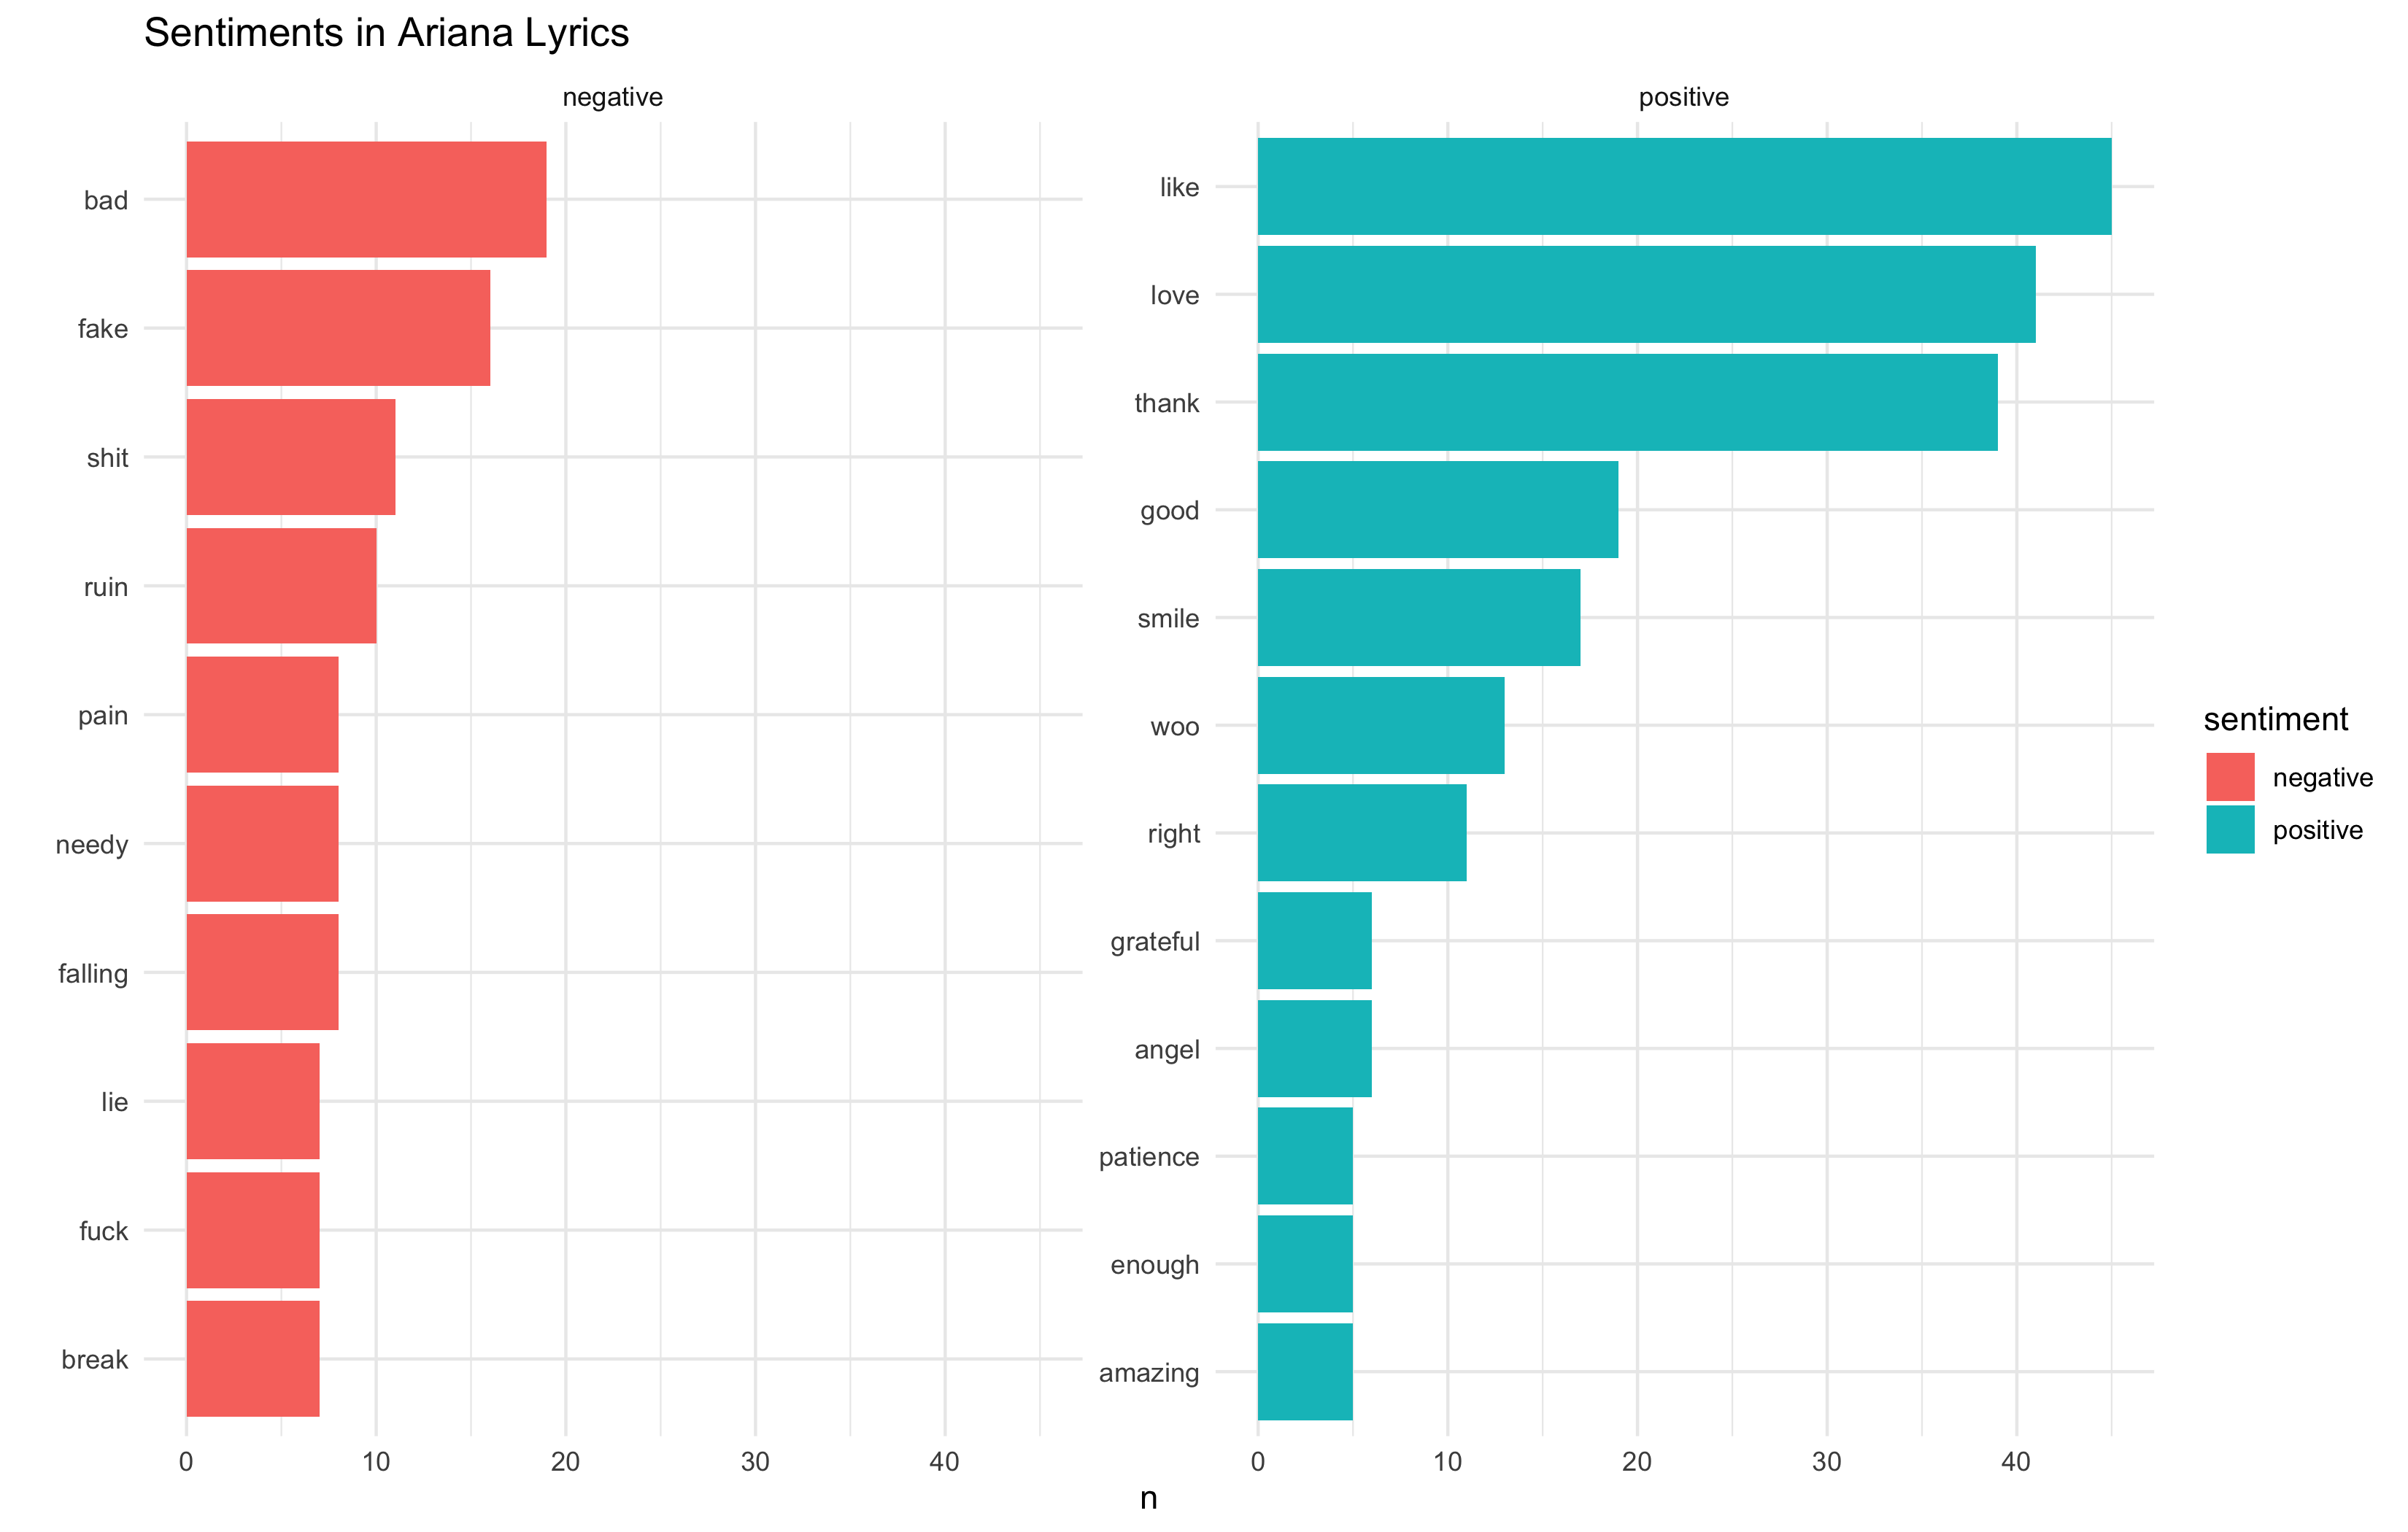 Sentiments in Ariana Lyrics
negative
bad
fake
shit
ruin
pain
needy
falling
lie
fuck
break
0 10 20 30 40
positive
like
love
thank
good
smile
woo
right
grateful
angel
patience
enough
amazing
0 10 20 30 40
n
sentiment
negative
positive